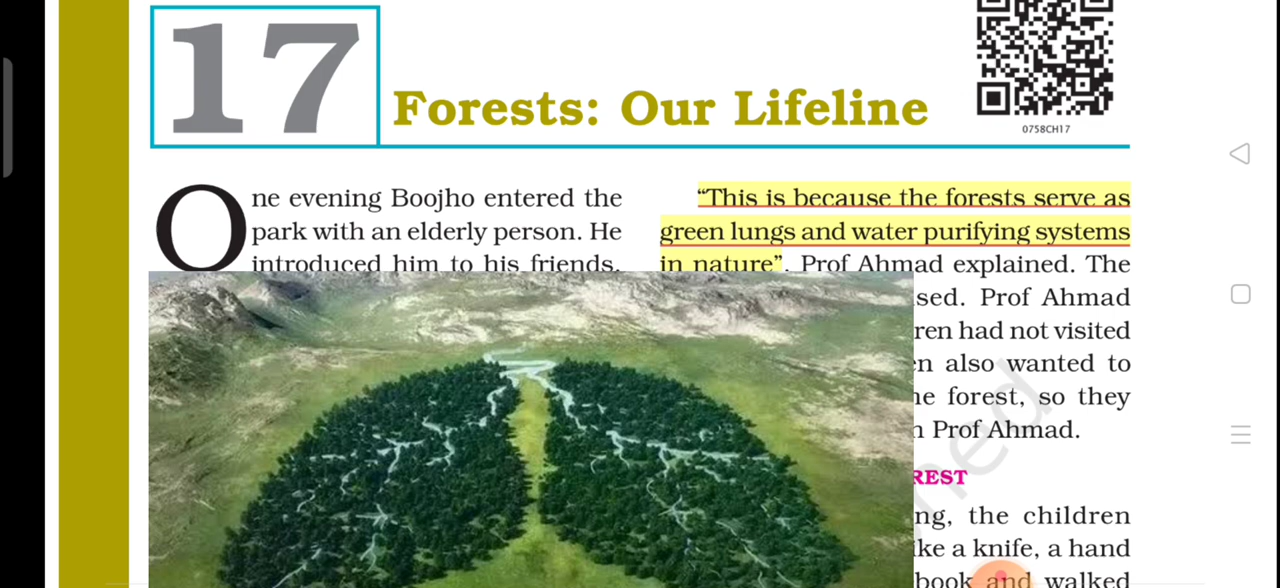 17
Forests: Our Lifeline
0758CH17
One evening Boojho entered the
park with an elderly person. He
introduced him to his friends.
“This is because the forests serve as
green lungs and water purifying systems
in nature”. Prof Ahmad explained. The
sed. Prof Ahmad
ren had not visited
n also wanted to
he forest, so they
Prof Ahmad.
REST
ng, the children
ike a knife, a hand
book and walked